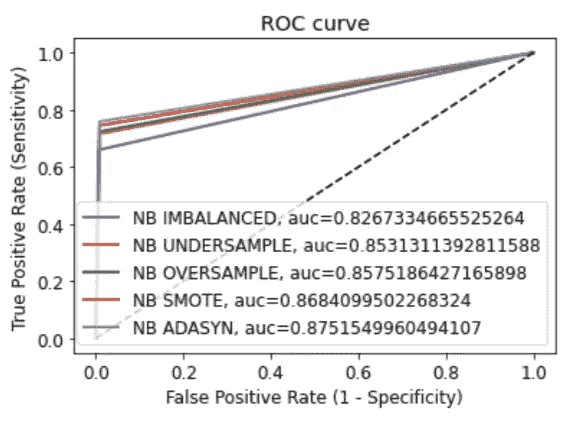 ROC curve
1.0
0.8
0.6
0.4
0.2
0.0
True Positive Rate (Sensitivity)
NB IMBALANCED, auc=0.8267334665525264
NB UNDERSAMPLE, auc=0.8531311392811588
NB OVERSAMPLE, auc=0.8575186427165898
NB SMOTE, auc=0.8684099502268324
NB ADASYN, auc=0.8751549960494107
0.0 0.2 0.4 0.6 0.8 1.0
False Positive Rate (1 - Specificity)